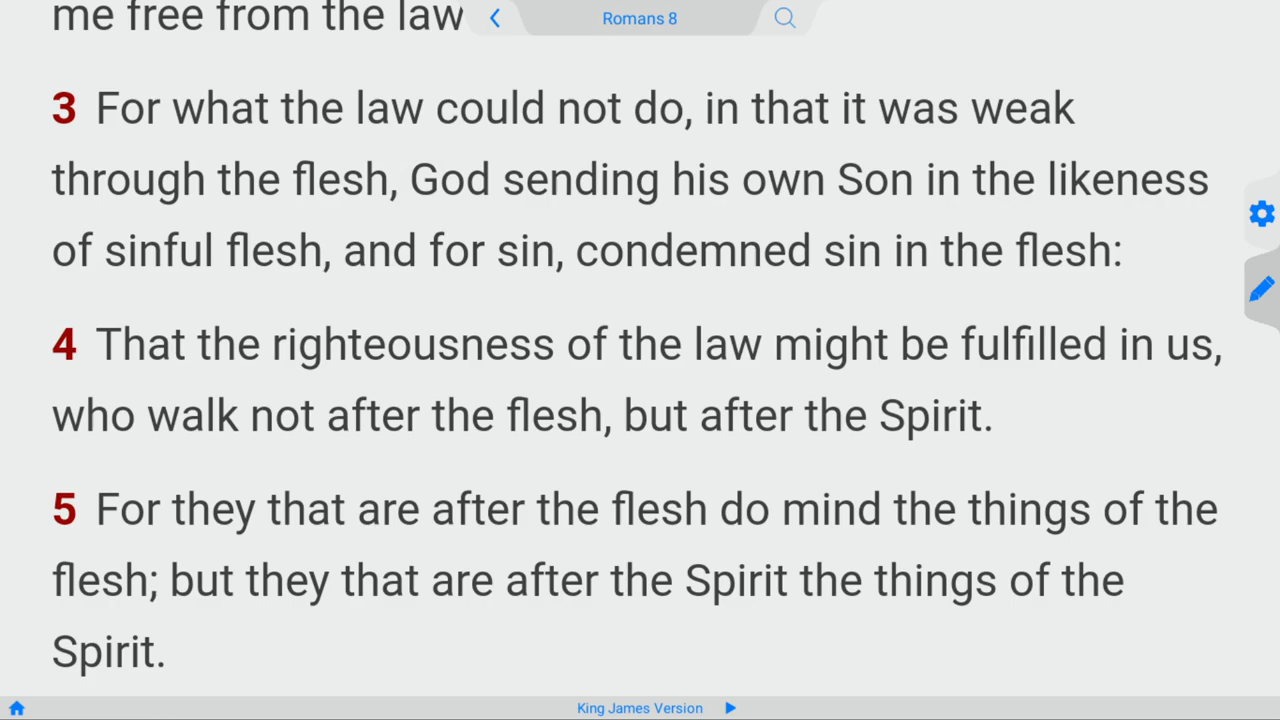 me free from the law
Romans 8
3 For what the law could not do, in that it was weak
through the flesh, God sending his own Son in the likeness
of sinful flesh, and for sin, condemned sin in the flesh:
4 That the righteousness of the law might be fulfilled in us,
who walk not after the flesh, but after the Spirit.
5 For they that are after the flesh do mind the things of the
flesh; but they that are after the Spirit the things of the
Spirit.
King James Version